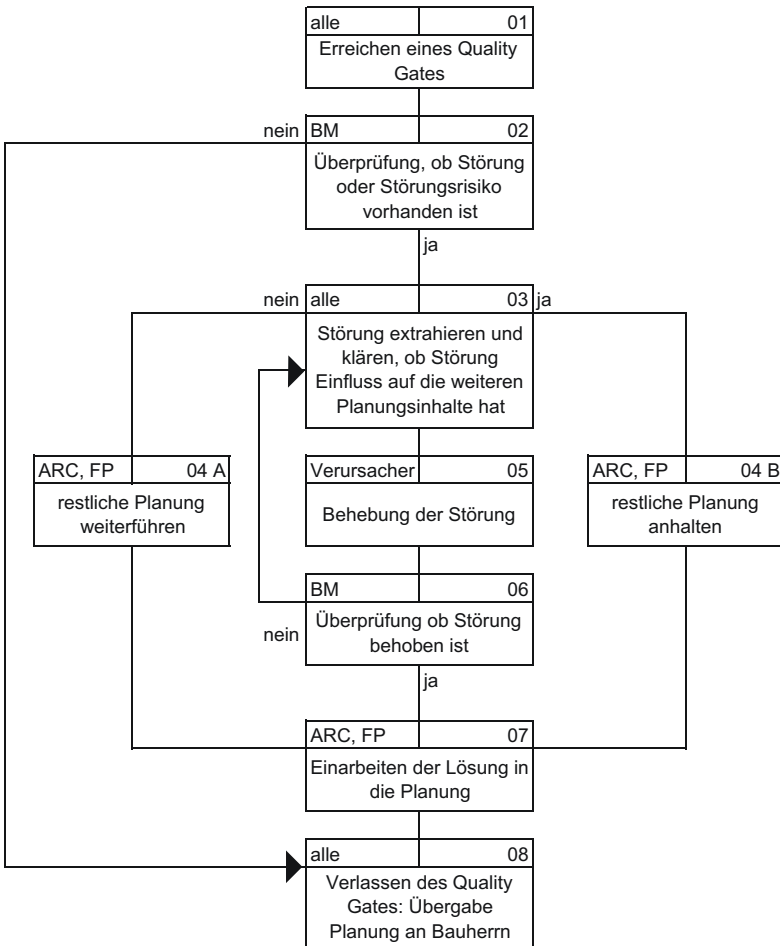 alle 01
Erreichen eines Quality
Gates
nein BM 02
Überprüfung, ob Störung
oder Störungsrisiko
vorhanden ist
ja
nein alle 03 ja
Störung extrahieren und
klären, ob Störung
Einfluss auf die weiteren
Planungsinhalte hat
ARC, FP 04 A
restliche Planung
weiterführen
Verursacher 05
Behebung der Störung
ARC, FP 04 B
restliche Planung
anhalten
BM 06
nein
Überprüfung ob Störung
behoben ist
ja
ARC, FP 07
Einarbeiten der Lösung in
die Planung
alle 08
Verlassen des Quality
Gates: Übergabe
Planung an Bauherrn